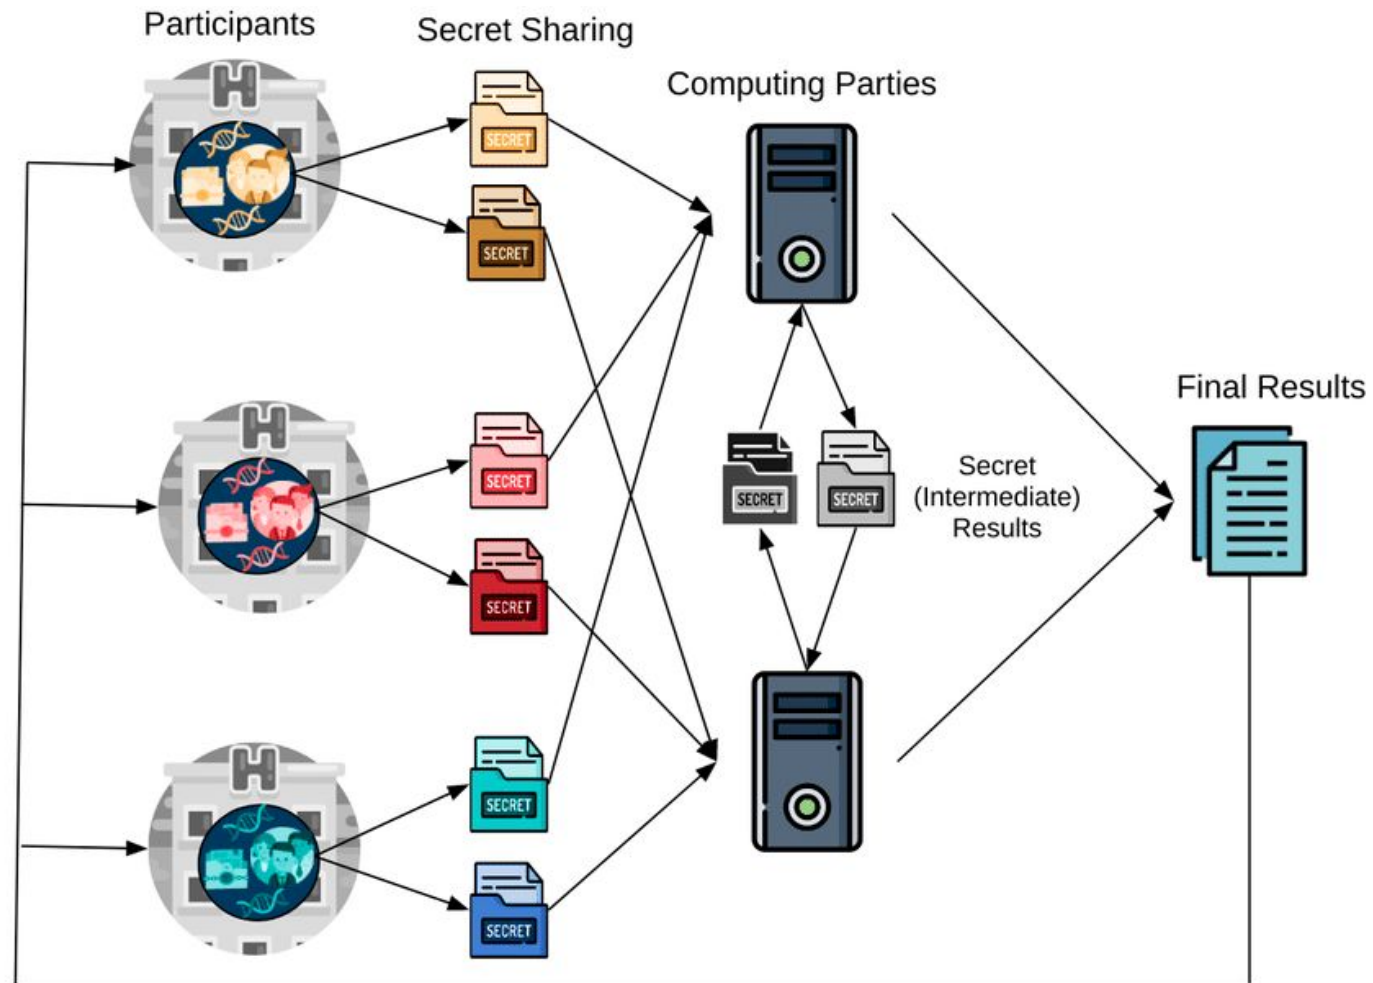 Participants
Secret Sharing
Computing Parties
SECRET
SECRET
Final Results
SECRET
SECRET
SECRET
SECRET
Secret
(Intermediate)
Results
SECRET
SECRET
H
H
H